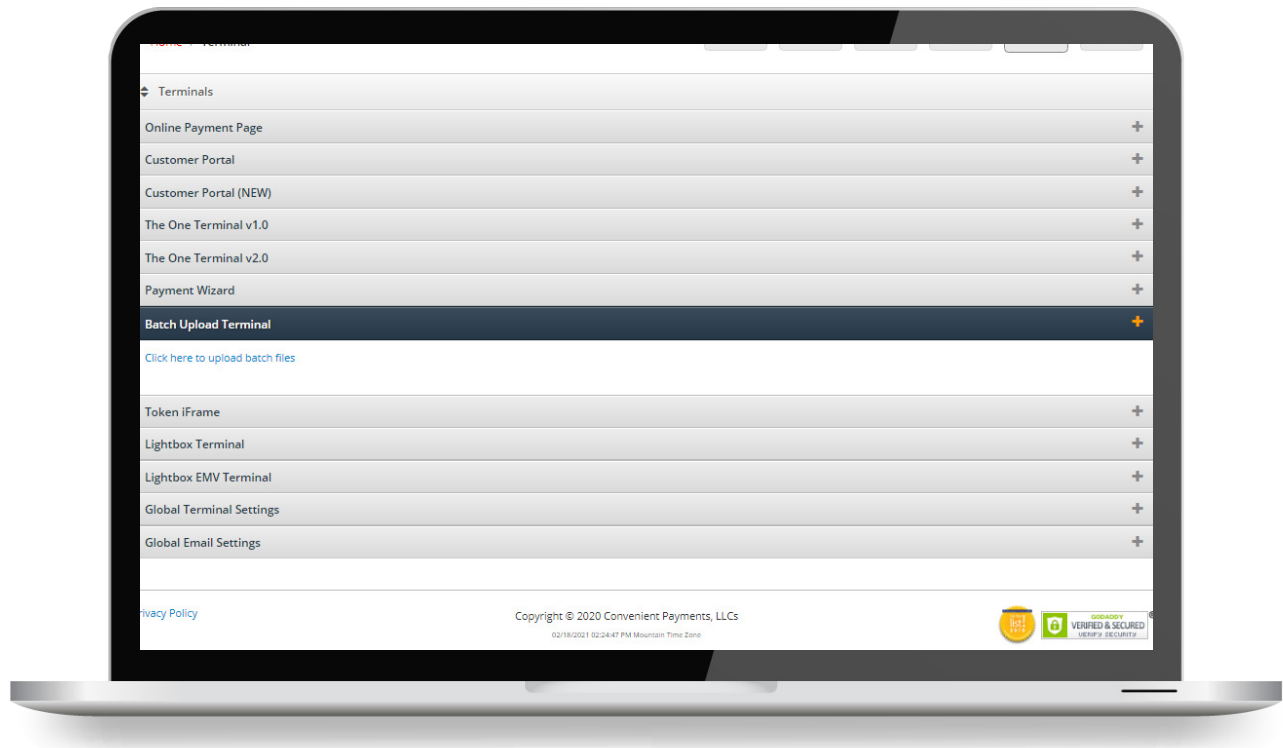 Home / Terminal
Terminals
Online Payment Page
Customer Portal
Customer Portal (NEW)
The One Terminal v1.0
The One Terminal v2.0
Payment Wizard
Batch Upload Terminal
Click here to upload batch files
Token iFrame
Lightbox Terminal
Lightbox EMV Terminal
Global Terminal Settings
Global Email Settings
rivacy Policy
Copyright © 2020 Convenient Payments, LLCs
02/18/2021 02:24:47 PM Mountain Time Zone
GODADDY
VERIFIED & SECURED
VERIFY SECURITY